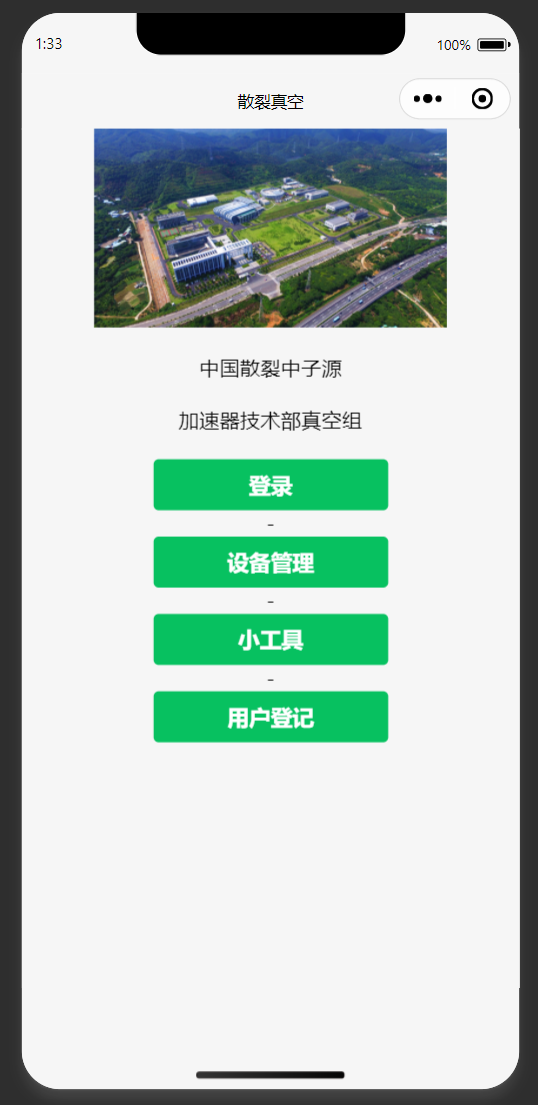 1:33
100%
散裂真空
中国散裂中子源
加速器技术部真空组
登录
-
设备管理
-
小工具
-
用户登记